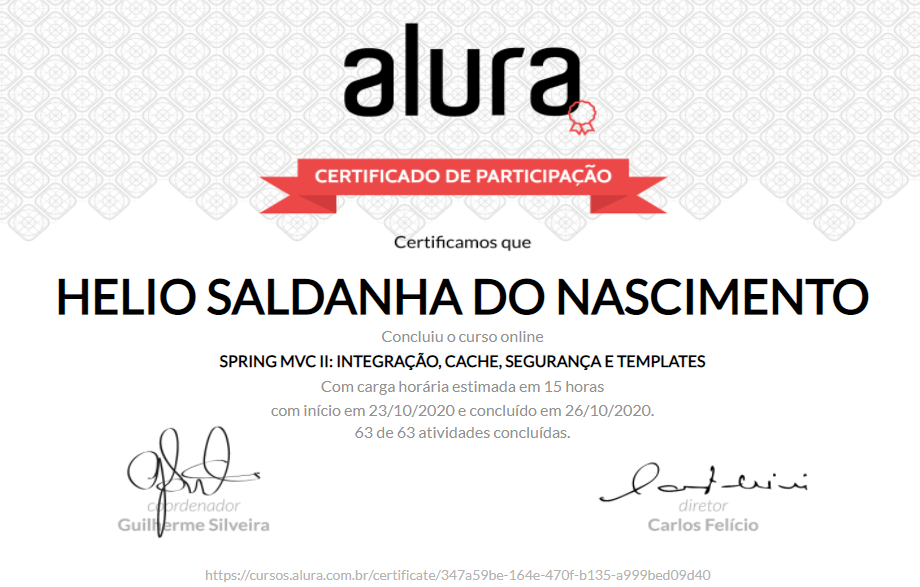 alura
CERTIFICADO DE PARTICIPAÇÃO
Certificamos que
HELIO SALDANHA DO NASCIMENTO
Concluiu o curso online
SPRING MVC II: INTEGRAÇÃO, CACHE, SEGURANÇA E TEMPLATES
Com carga horária estimada em 15 horas
com início em 23/10/2020 e concluído em 26/10/2020.
63 de 63 atividades concluídas.
coordenador
Guilherme Silveira
diretor
Carlos Felício
https://cursos.alura.com.br/certificate/347a59be-164e-470f-b135-a999bed09d40